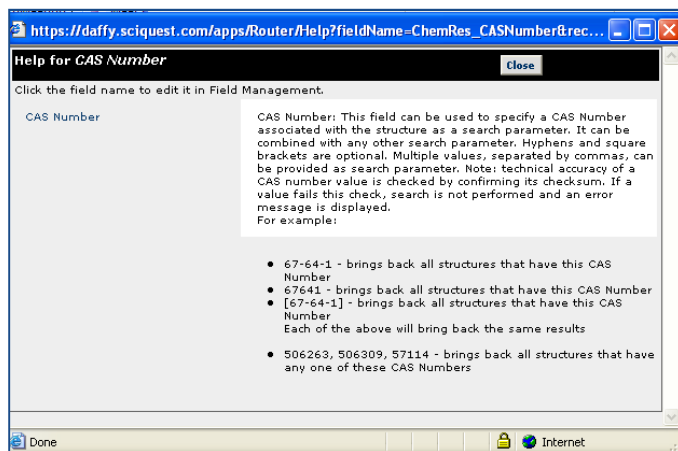 https://daffy.sciquest.com/apps/Router/Help?fieldName=ChemRes_CASNumber&rec...
Help for CAS Number
Close
Click the field name to edit it in Field Management.
CAS Number
CAS Number: This field can be used to specify a CAS Number
associated with the structure as a search parameter. It can be
combined with any other search parameter. Hyphens and square
brackets are optional. Multiple values, separated by commas, can
be provided as search parameter. Note: technical accuracy of a
CAS number value is checked by confirming its checksum. If a
value fails this check, search is not performed and an error
message is displayed.
For example:
● 67-64-1 - brings back all structures that have this CAS
Number
● 67641 - brings back all structures that have this CAS Number
● [67-64-1] - brings back all structures that have this CAS
Number
Each of the above will bring back the same results
● 506263, 506309, 57114 - brings back all structures that have
any one of these CAS Numbers
Done
Internet